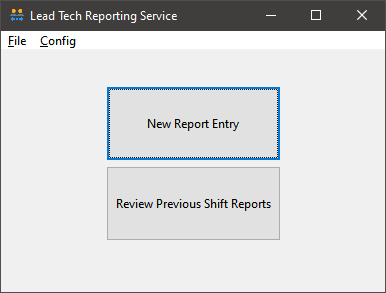 Lead Tech Reporting Service
File Config
New Report Entry
Review Previous Shift Reports